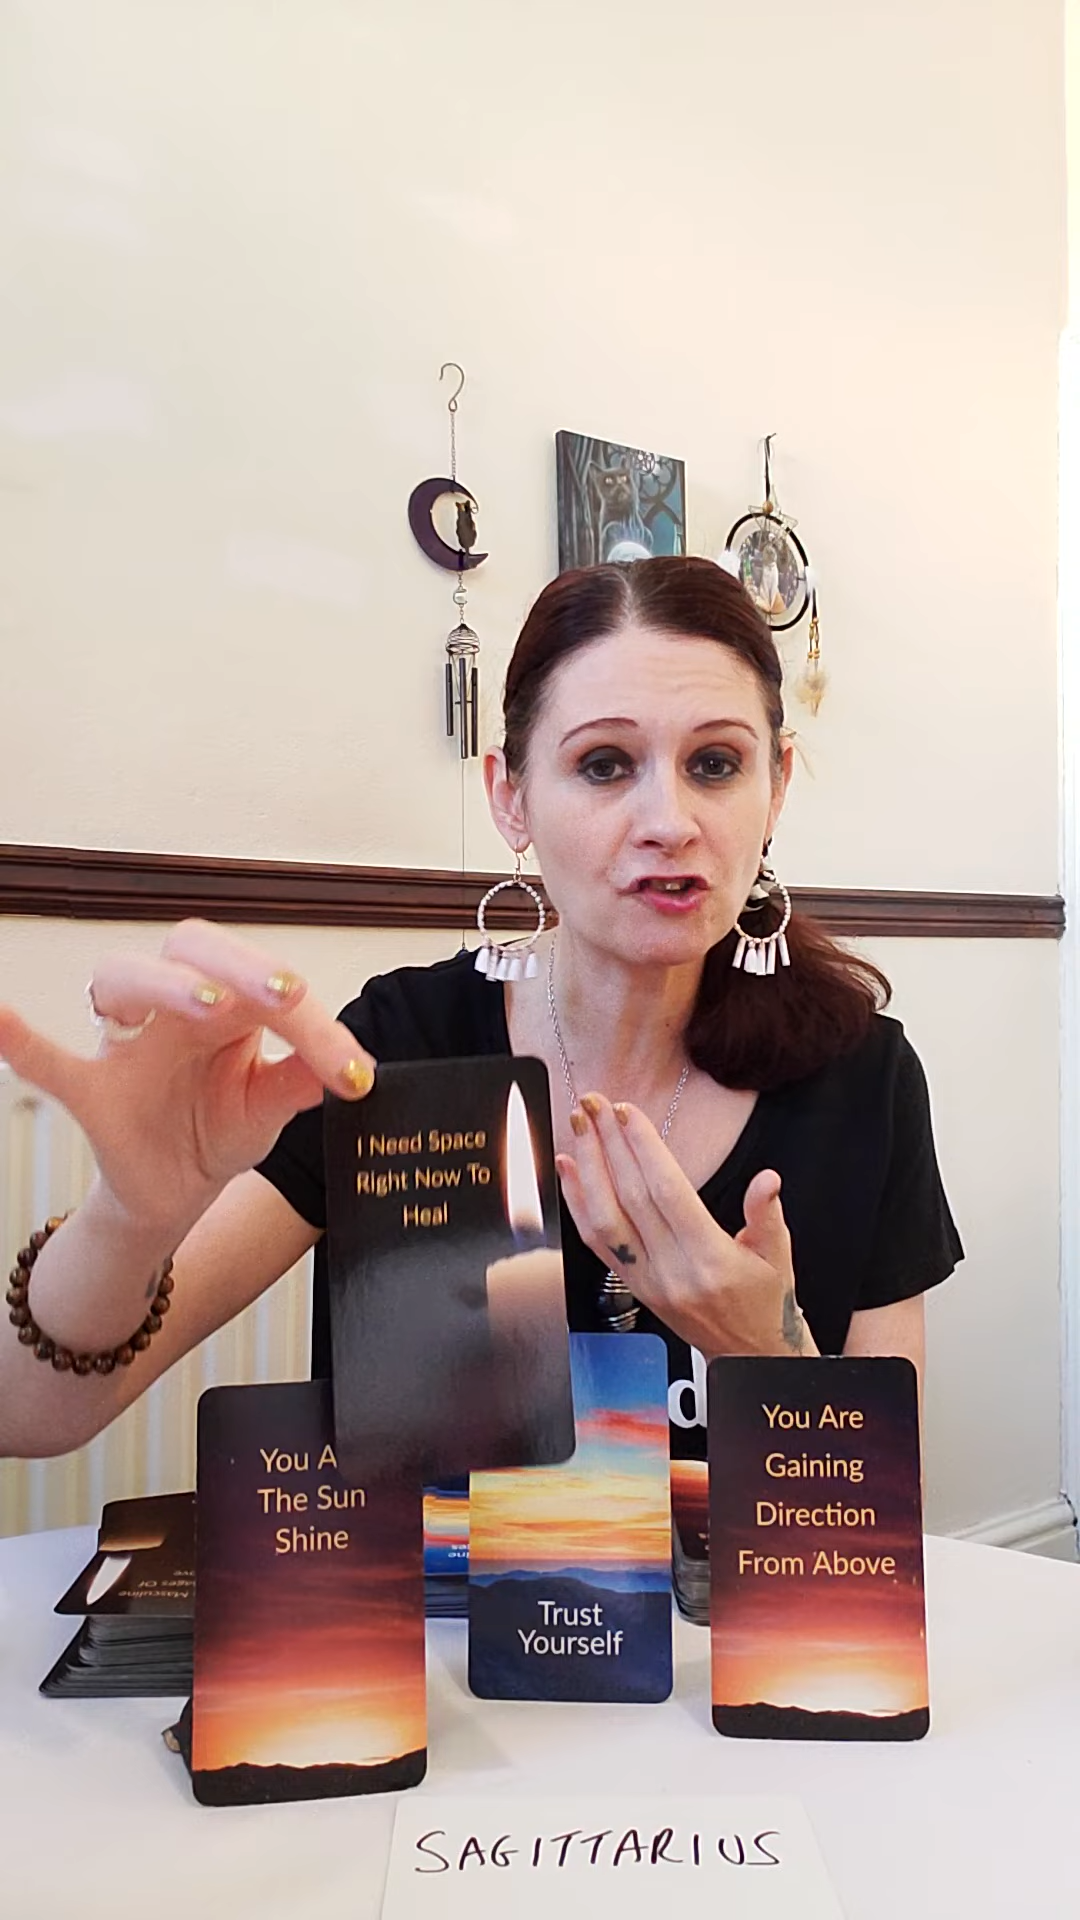 I Need Space
Right Now To
Heal
You A
The Sun
Shine
Trust
Yourself
You Are
Gaining
Direction
From Above
d
SAGITTARIUS